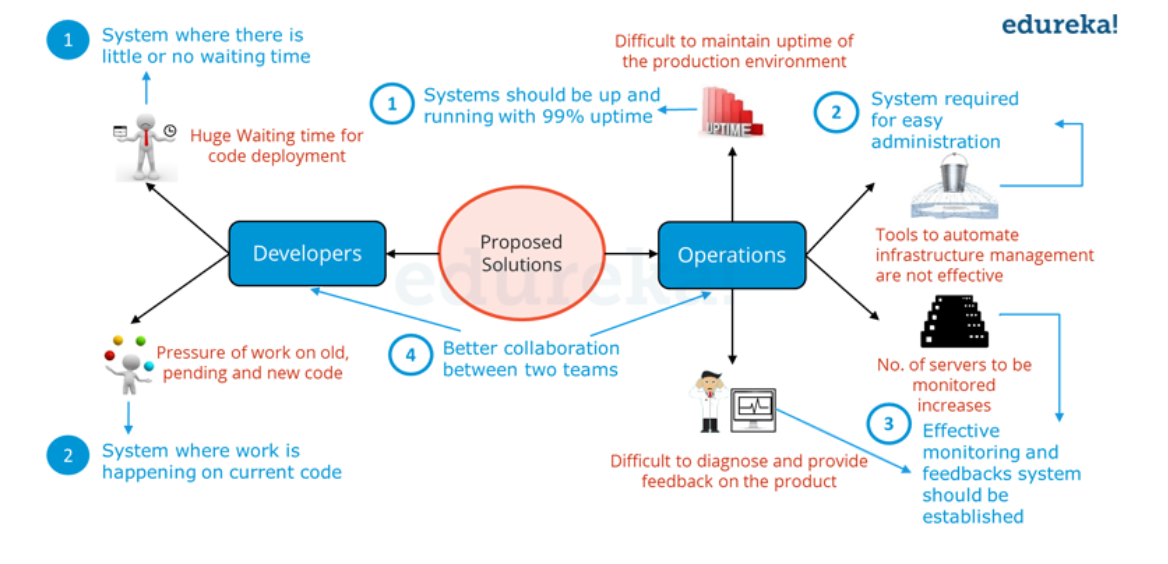 edureka!
1
System where there is
little or no waiting time
Huge Waiting time for
code deployment
Difficult to maintain uptime of
the production environment
1
Systems should be up and
running with 99% uptime
UPTIME
2
System required
for easy
administration
Tools to automate
infrastructure management
are not effective
Developers
Proposed
Solutions
Operations
edureka!
Pressure of work on old,
pending and new code
4
Better collaboration
between two teams
No. of servers to be
monitored
increases
2
System where work is
happening on current code
Difficult to diagnose and provide
feedback on the product
3
Effective
monitoring and
feedbacks system
should be
established